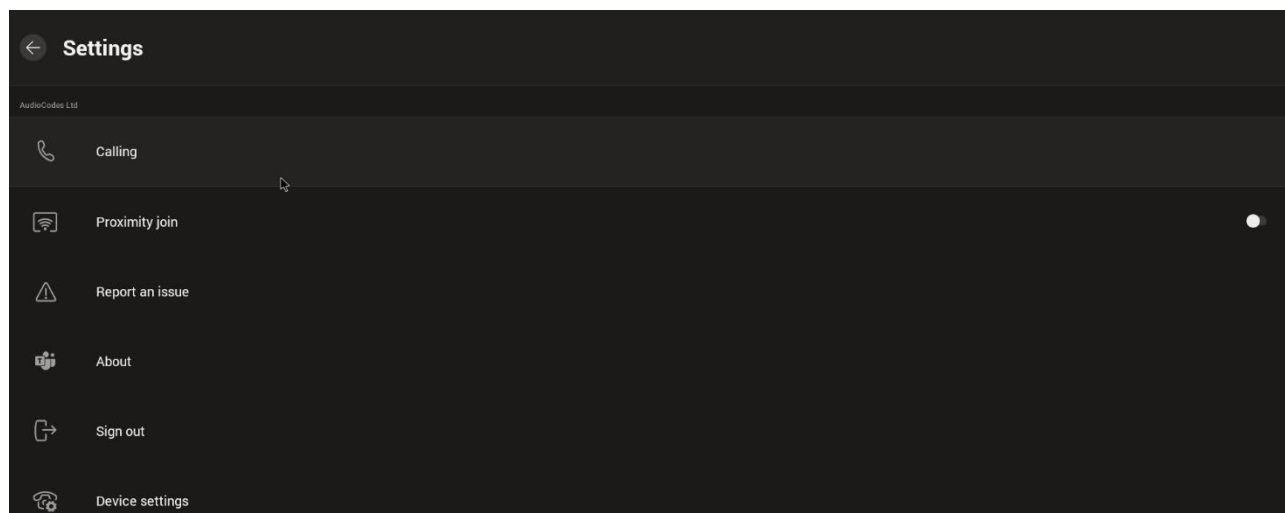 Settings
AudioCodes Ltd
Calling
Proximity join
Report an issue
About
Sign out
Device settings